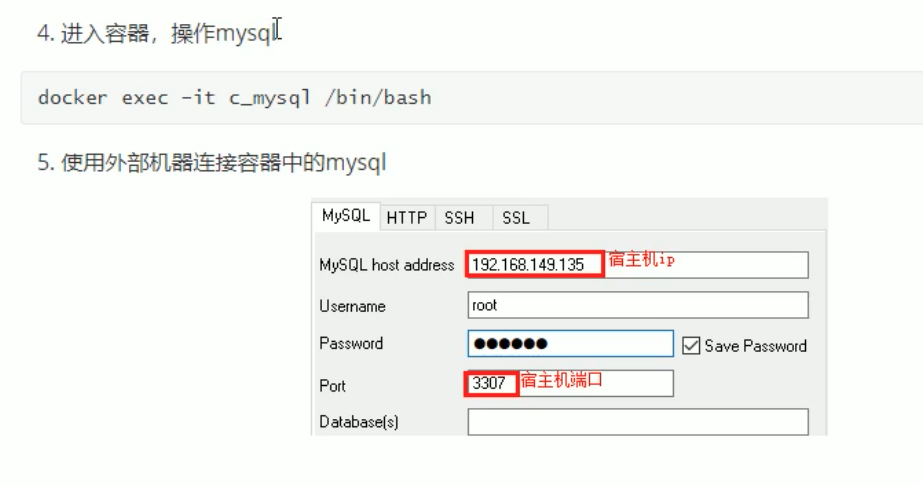 4. 进入容器，操作mysql
docker exec -it c_mysql /bin/bash
5. 使用外部机器连接容器中的mysql
MySQL HTTP SSH SSL
MySQL host address 192.168.149.135 宿主机ip
Username root
Password ●●●●●● Save Password
Port 3307 宿主机端口
Database(s)